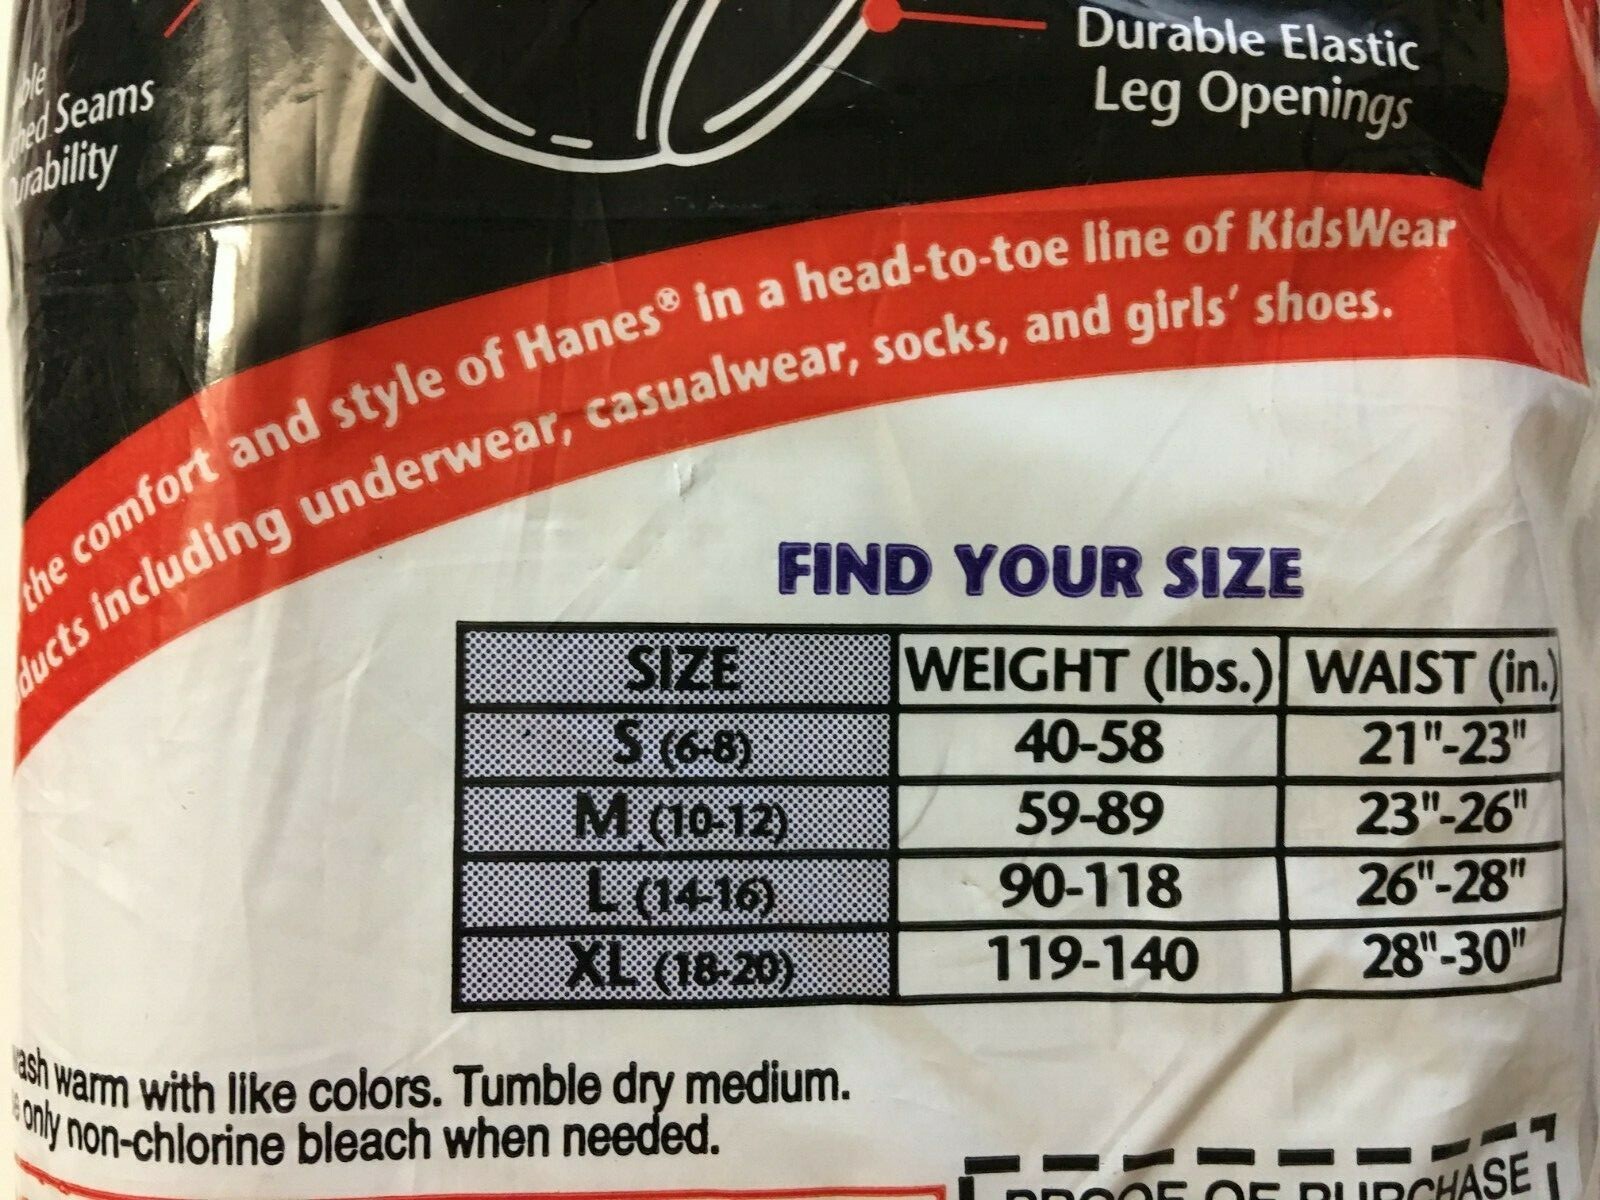 Durable Elastic
Leg Openings
Seams
the comfort and style of Hanes® in a head-to-toe line of KidsWear
including underwear, casualwear, socks, and girls' shoes.
FIND YOUR SIZE
SIZE WEIGHT (lbs.) WAIST (in.)
S (6-8) 40-58 21"-23"
M (10-12) 59-89 23"-26"
L (14-16) 90-118 26"-28"
XL (18-20) 119-140 28"-30"
warm with like colors. Tumble dry medium.
only non-chlorine bleach when needed.
PROOF OF PURCHASE